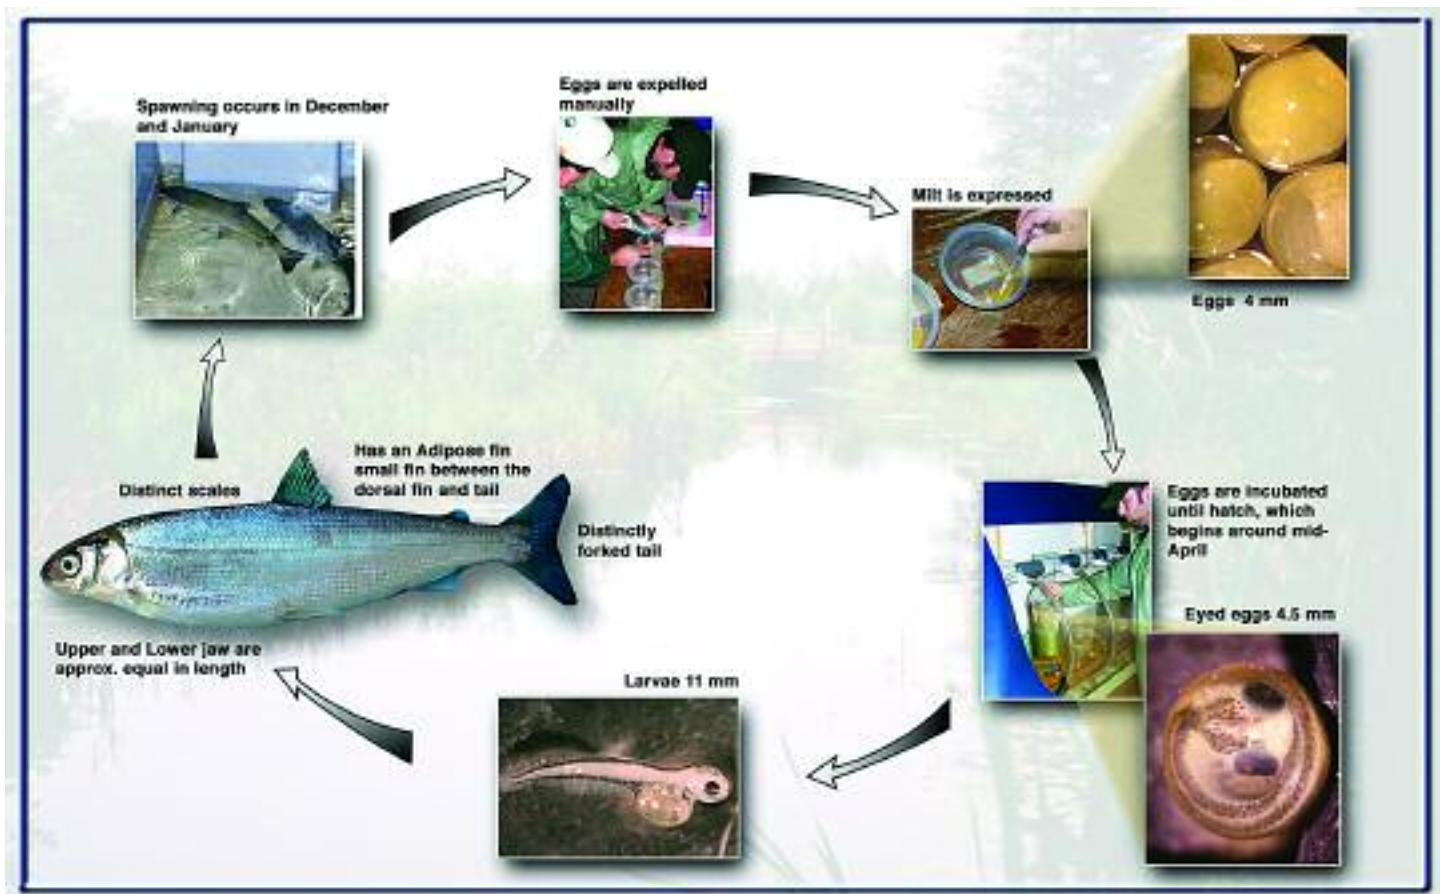 Spawning occurs in December
and January
Eggs are expelled
manually
Milt is expressed
Eggs 4 mm
Eggs are incubated
until hatch, which
begins around mid-
April
Eyed eggs 4.5 mm
Larvae 11 mm
Upper and Lower jaw are
approx. equal in length
Distinct scales
Has an Adipose fin
small fin between the
dorsal fin and tail
Distinctly
forked tail